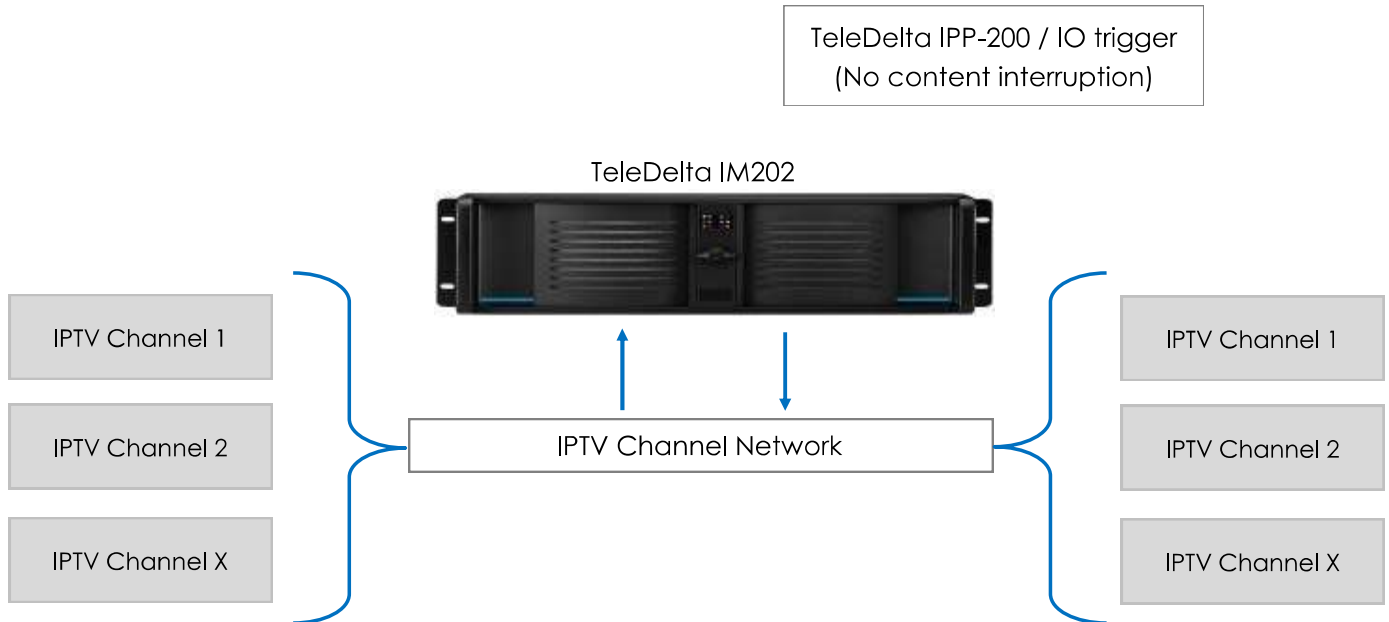 TeleDelta IPP-200 / IO trigger
(No content interruption)
TeleDelta IM202
IPTV Channel 1
IPTV Channel 2
IPTV Channel X
IPTV Channel Network
IPTV Channel 1
IPTV Channel 2
IPTV Channel X